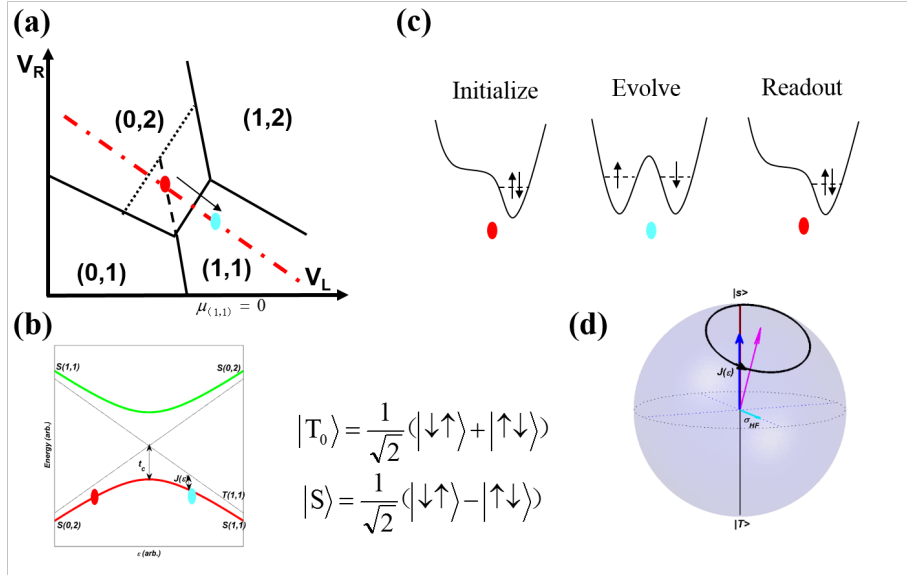 (a)
V_R
(0,2)
(1,2)
(0,1)
(1,1)
V_L
μ_(1,1) = 0
(c)
Initialize
Evolve
Readout
(b)
S(1,1)
S(0,2)
Energy (arb.)
t_c
J(ε)
T(1,1)
S(0,2)
S(1,1)
ε (arb.)
|T_0⟩ = 1/√2 (|↓↑⟩+|↑↓⟩)
|S⟩ = 1/√2 (|↓↑⟩−|↑↓⟩)
(d)
|s>
J(ε)
σ_HF
|T>